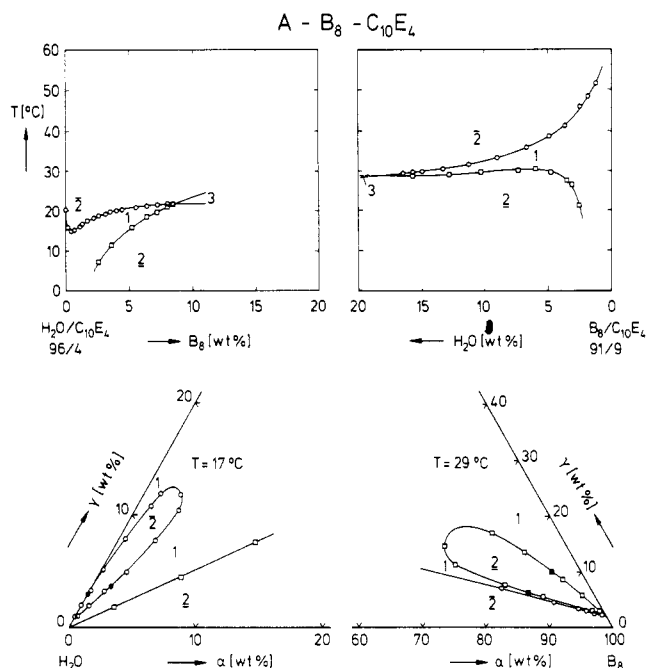 A - B₈ - C₁₀E₄
60
50
T [°C]
40
30
20
10
0
2̄
1
2̲
3
0 5 10 15 20
H₂O/C₁₀E₄
96/4
B₈ [wt%]
2̄
1
2̲
3
20 15 10 5 0
H₂O [wt%]
B₈/C₁₀E₄
91/9
20
γ [wt%]
T = 17 °C
10
1
2̄
1
2̲
0
0 10 20
H₂O
α [wt%]
40
T = 29 °C
30
γ [wt%]
20
1
10
2̲
1
2̄
0
60 70 80 90 100
α [wt%]
B₈